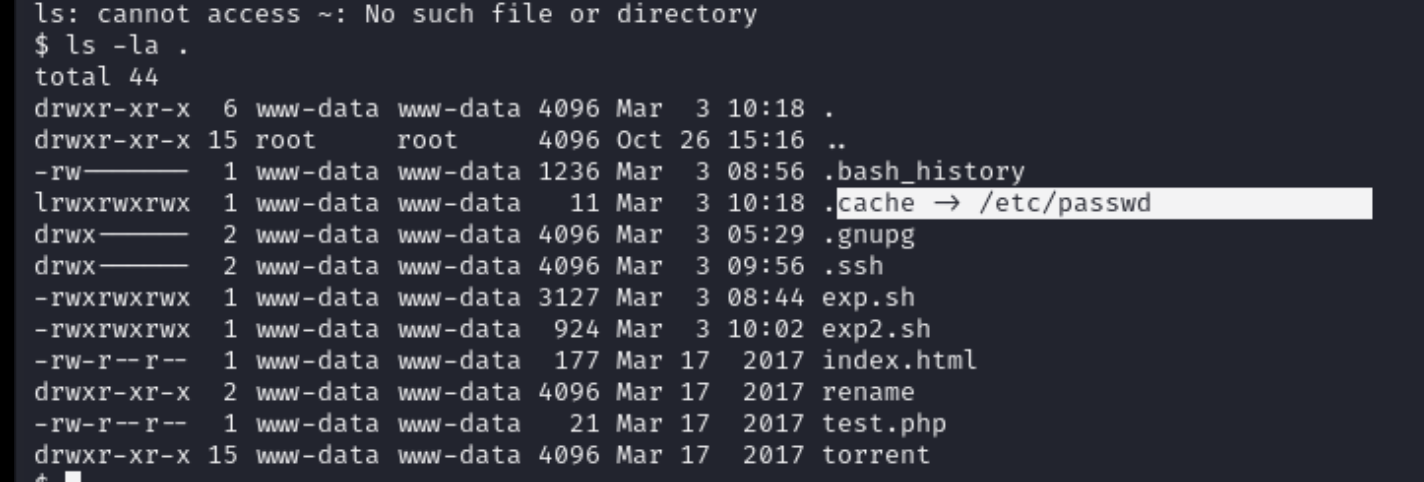 ls: cannot access ~: No such file or directory
$ ls -la .
total 44
drwxr-xr-x  6 www-data www-data 4096 Mar  3 10:18 .
drwxr-xr-x 15 root     root     4096 Oct 26 15:16 ..
-rw-------  1 www-data www-data 1236 Mar  3 08:56 .bash_history
lrwxrwxrwx  1 www-data www-data   11 Mar  3 10:18 .cache -> /etc/passwd
drwx------  2 www-data www-data 4096 Mar  3 05:29 .gnupg
drwx------  2 www-data www-data 4096 Mar  3 09:56 .ssh
-rwxrwxrwx  1 www-data www-data 3127 Mar  3 08:44 exp.sh
-rwxrwxrwx  1 www-data www-data  924 Mar  3 10:02 exp2.sh
-rw-r--r--  1 www-data www-data  177 Mar 17  2017 index.html
drwxr-xr-x  2 www-data www-data 4096 Mar 17  2017 rename
-rw-r--r--  1 www-data www-data   21 Mar 17  2017 test.php
drwxr-xr-x 15 www-data www-data 4096 Mar 17  2017 torrent
$